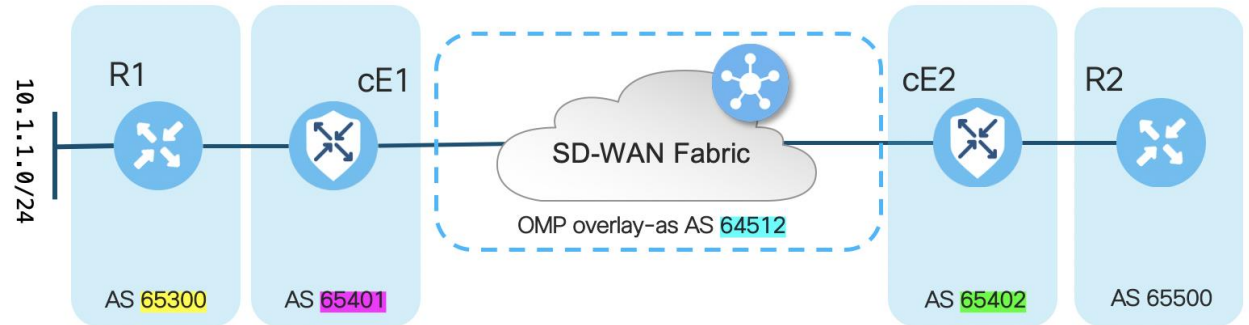 10.1.1.0/24
R1
cE1
SD-WAN Fabric
OMP overlay-as AS 64512
cE2
R2
AS 65300
AS 65401
AS 65402
AS 65500